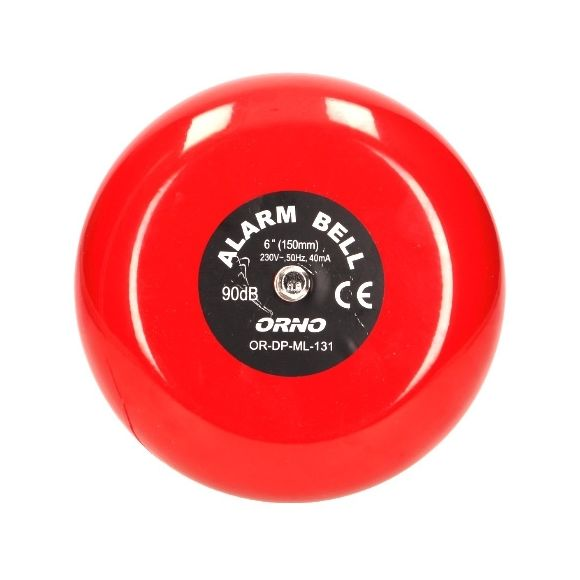 ALARM BELL
6" (150mm)
230V~,50Hz, 40mA
90dB CE
ORNO
OR-DP-ML-131